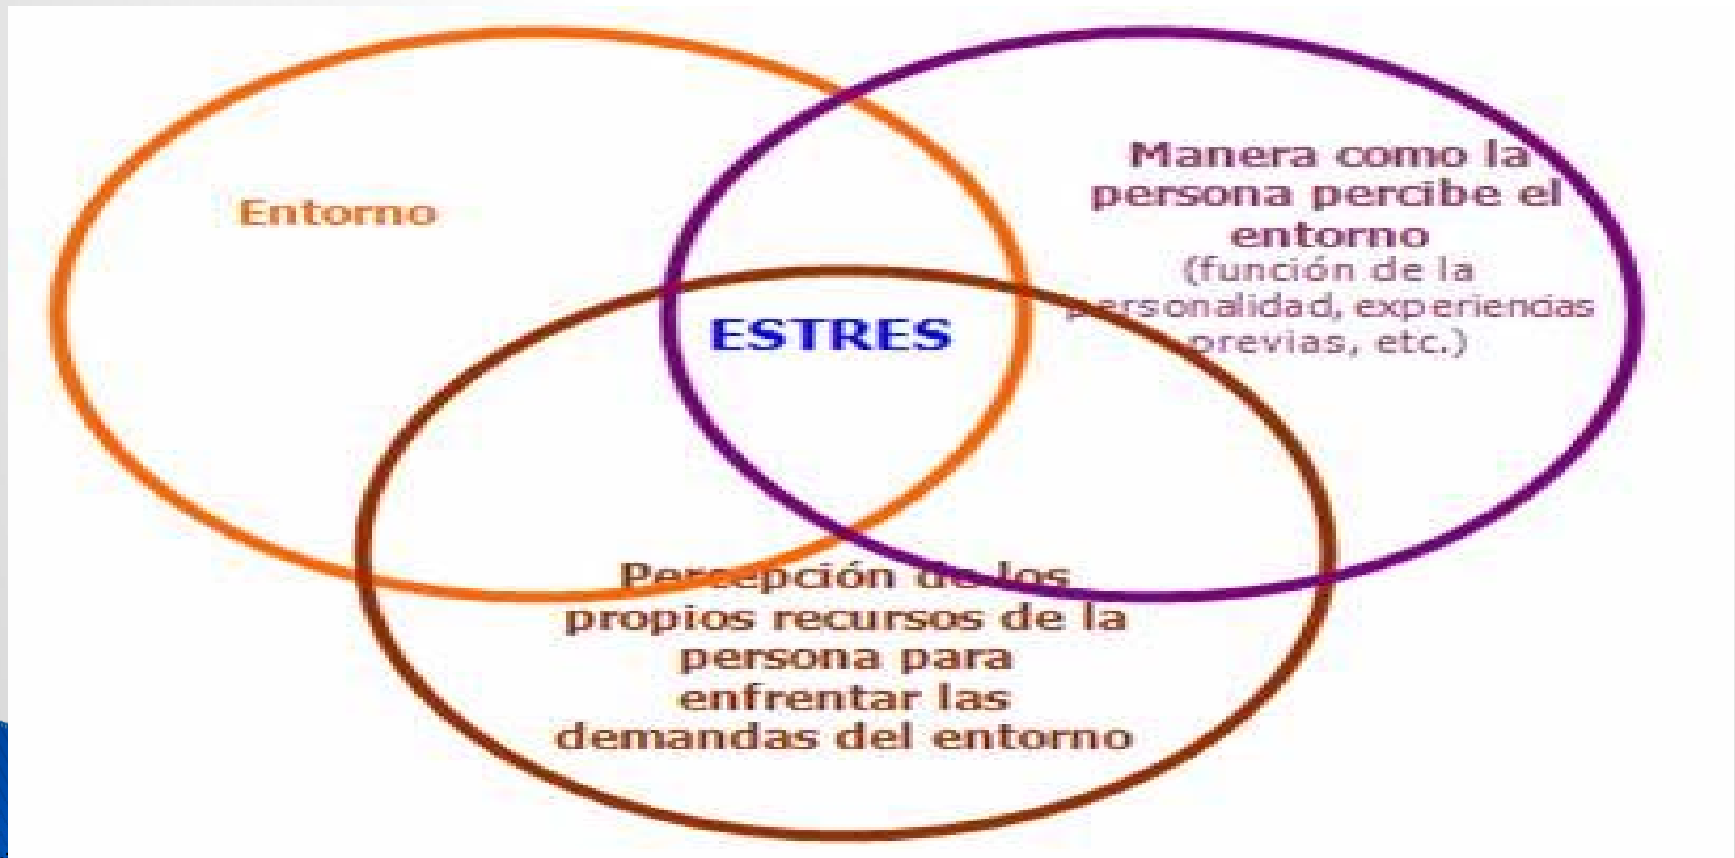 Entorno
Manera como la
persona percibe el
entorno
(función de la
personalidad, experiencias
previas, etc.)
ESTRES
Percepción de los
propios recursos de la
persona para
enfrentar las
demandas del entorno